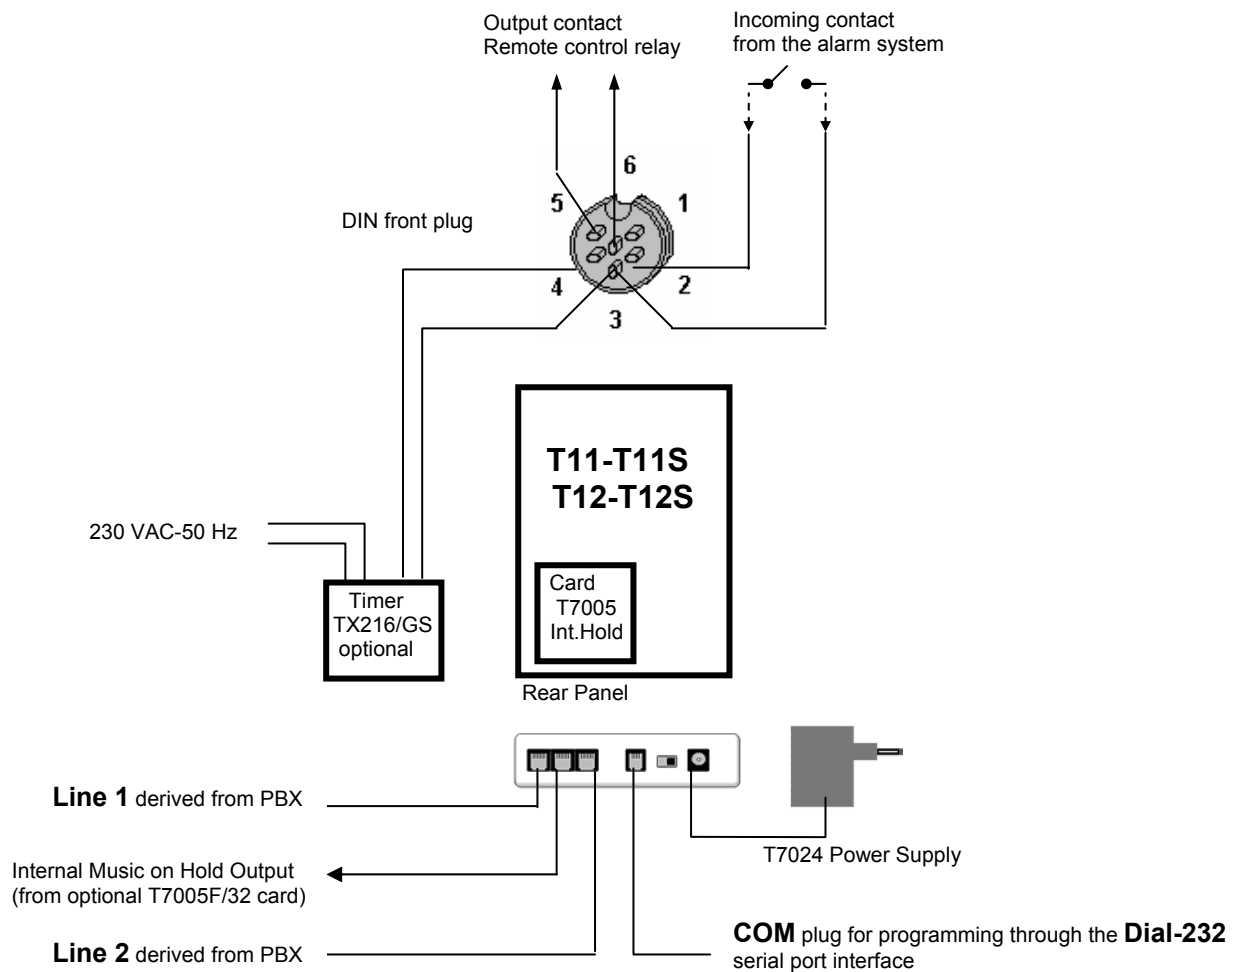 Output contact
Remote control relay
Incoming contact
from the alarm system
6
5
1
DIN front plug
4
2
3
T11-T11S
T12-T12S
230 VAC-50 Hz
Timer
TX216/GS
optional
Card
T7005
Int.Hold
Rear Panel
Line 1 derived from PBX
T7024 Power Supply
Internal Music on Hold Output
(from optional T7005F/32 card)
Line 2 derived from PBX
COM plug for programming through the Dial-232
serial port interface